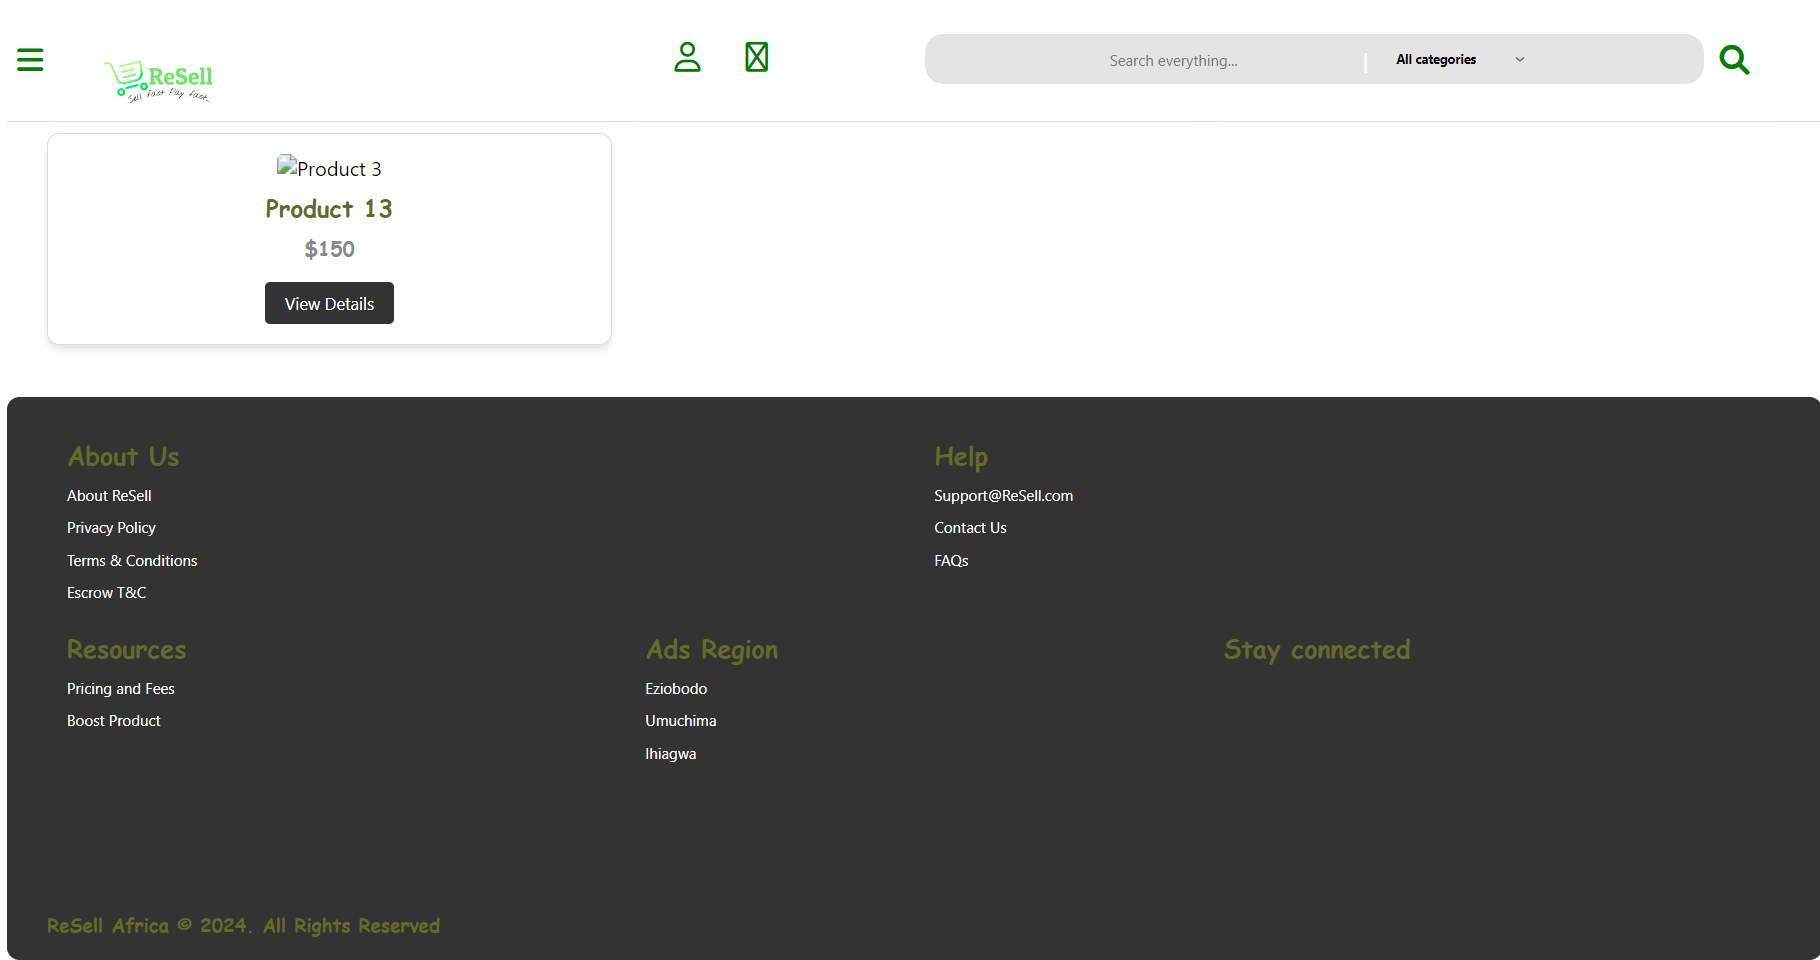 ReSell
Sell fast Pay fast..
Search everything...
All categories
Product 3
Product 13
$150
View Details
About Us
About ReSell
Privacy Policy
Terms & Conditions
Escrow T&C
Help
Support@ReSell.com
Contact Us
FAQs
Resources
Pricing and Fees
Boost Product
Ads Region
Eziobodo
Umuchima
Ihiagwa
Stay connected
ReSell Africa © 2024. All Rights Reserved